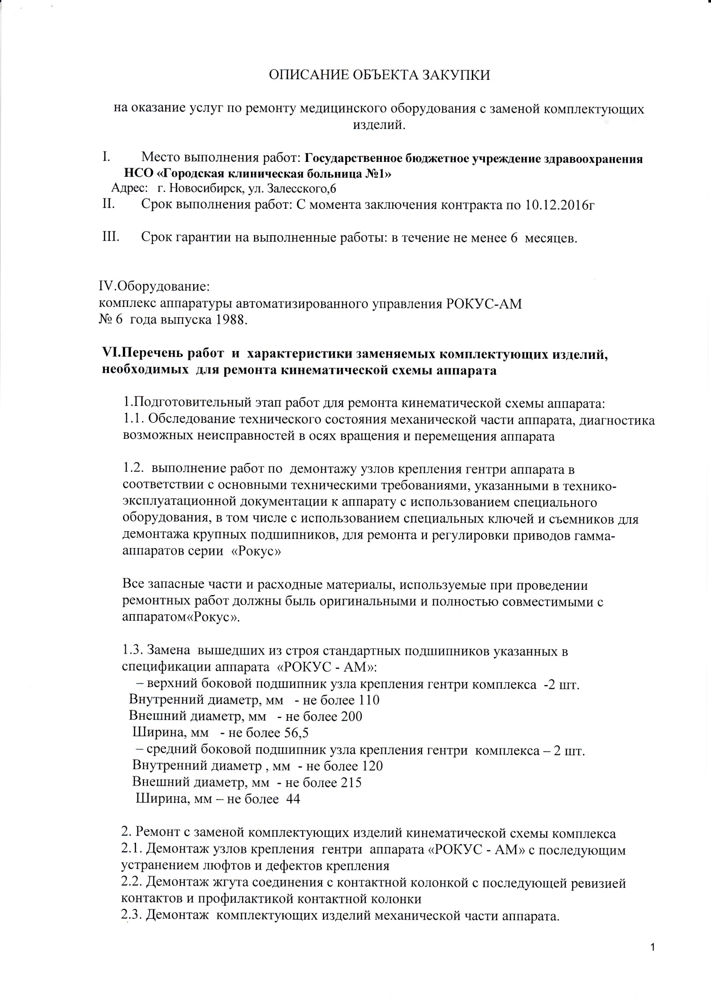 ОПИСАНИЕ ОБЪЕКТА ЗАКУПКИ
на оказание услуг по ремонту медицинского оборудования с заменой комплектующих
изделий.
I. Место выполнения работ: Государственное бюджетное учреждение здравоохранения
НСО «Городская клиническая больница №1»
Адрес: г. Новосибирск, ул. Залесского,6
II. Срок выполнения работ: С момента заключения контракта по 10.12.2016г
III. Срок гарантии на выполненные работы: в течение не менее 6 месяцев.
IV.Оборудование:
комплекс аппаратуры автоматизированного управления РОКУС-АМ
№ 6 года выпуска 1988.
VI.Перечень работ и характеристики заменяемых комплектующих изделий,
необходимых для ремонта кинематической схемы аппарата
1.Подготовительный этап работ для ремонта кинематической схемы аппарата:
1.1. Обследование технического состояния механической части аппарата, диагностика
возможных неисправностей в осях вращения и перемещения аппарата
1.2. выполнение работ по демонтажу узлов крепления гентри аппарата в
соответствии с основными техническими требованиями, указанными в технико-
эксплуатационной документации к аппарату с использованием специального
оборудования, в том числе с использованием специальных ключей и съемников для
демонтажа крупных подшипников, для ремонта и регулировки приводов гамма-
аппаратов серии «Рокус»
Все запасные части и расходные материалы, используемые при проведении
ремонтных работ должны быль оригинальными и полностью совместимыми с
аппаратом«Рокус».
1.3. Замена вышедших из строя стандартных подшипников указанных в
спецификации аппарата «РОКУС - АМ»:
– верхний боковой подшипник узла крепления гентри комплекса -2 шт.
Внутренний диаметр, мм - не более 110
Внешний диаметр, мм - не более 200
Ширина, мм - не более 56,5
– средний боковой подшипник узла крепления гентри комплекса – 2 шт.
Внутренний диаметр , мм - не более 120
Внешний диаметр, мм - не более 215
Ширина, мм – не более 44
2. Ремонт с заменой комплектующих изделий кинематической схемы комплекса
2.1. Демонтаж узлов крепления гентри аппарата «РОКУС - АМ» с последующим
устранением люфтов и дефектов крепления
2.2. Демонтаж жгута соединения с контактной колонкой с последующей ревизией
контактов и профилактикой контактной колонки
2.3. Демонтаж комплектующих изделий механической части аппарата.
1